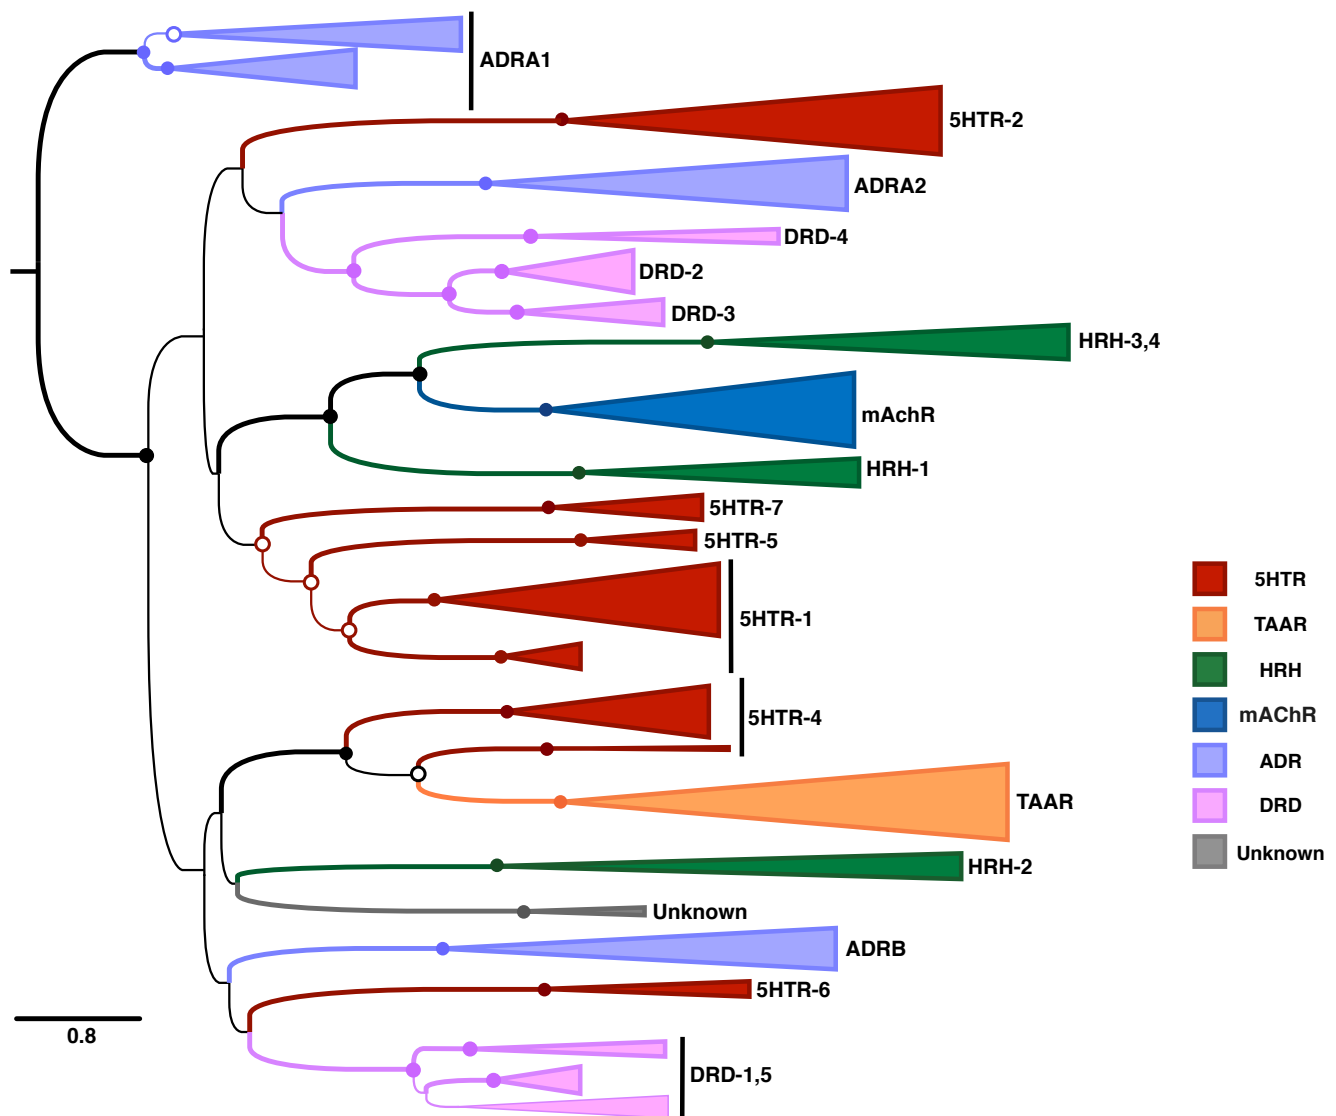 ADRA1
5HTR-2
ADRA2
DRD-4
DRD-2
DRD-3
HRH-3,4
mAchR
HRH-1
5HTR-7
5HTR-5
5HTR-1
5HTR-4
TAAR
HRH-2
Unknown
ADRB
5HTR-6
DRD-1,5
0.8
5HTR
TAAR
HRH
mAChR
ADR
DRD
Unknown